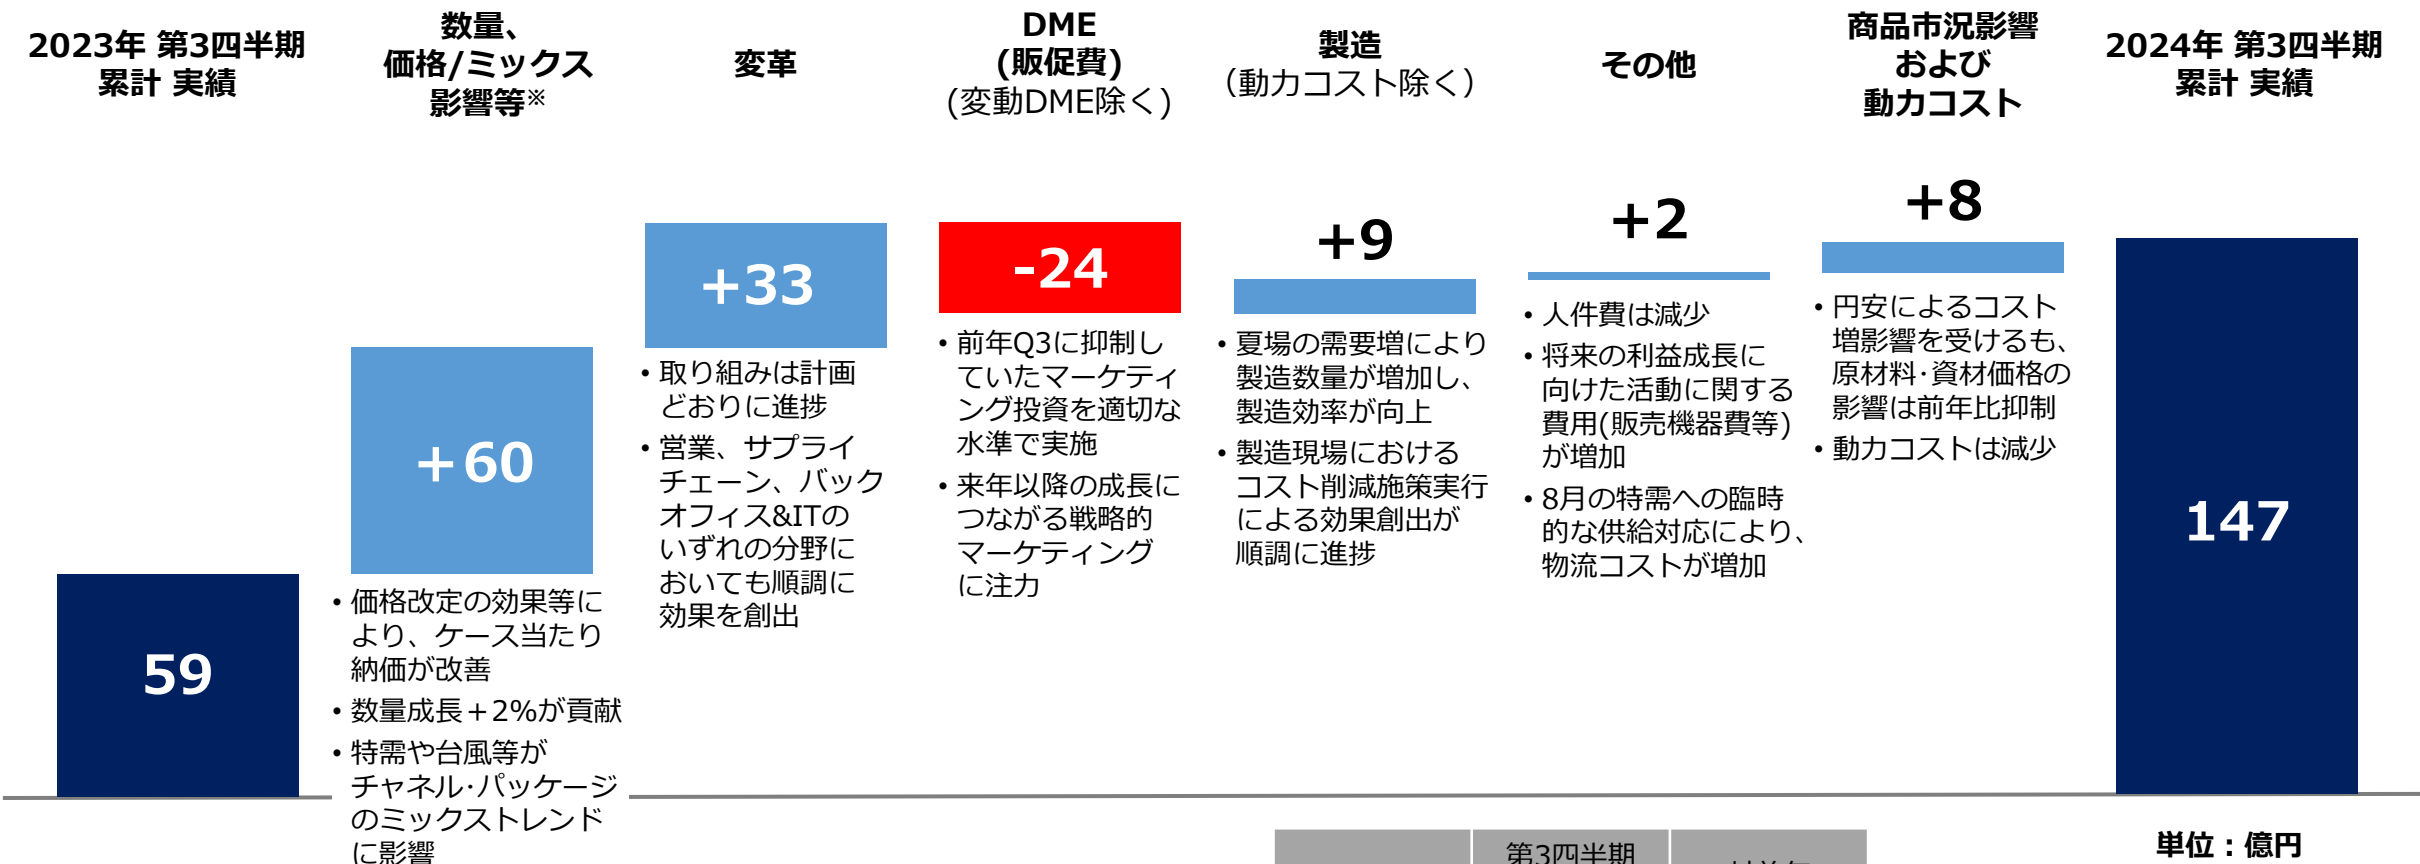 2023年 第3四半期
累計 実績
数量、
価格/ミックス
影響等※
変革
DME
(販促費)
(変動DME除く)
製造
（動力コスト除く）
その他
商品市況影響
および
動力コスト
2024年 第3四半期
累計 実績
59
+60
・価格改定の効果等に
より、ケース当たり
納価が改善
・数量成長＋2%が貢献
・特需や台風等が
チャネル･パッケージ
のミックストレンド
に影響
+33
・取り組みは計画
どおりに進捗
・営業、サプライ
チェーン、バック
オフィス&ITの
いずれの分野に
おいても順調に
効果を創出
-24
・前年Q3に抑制し
ていたマーケティ
ング投資を適切な
水準で実施
・来年以降の成長に
つながる戦略的
マーケティング
に注力
+9
・夏場の需要増により
製造数量が増加し、
製造効率が向上
・製造現場における
コスト削減施策実行
による効果創出が
順調に進捗
+2
・人件費は減少
・将来の利益成長に
向けた活動に関する
費用(販売機器費等)
が増加
・8月の特需への臨時
的な供給対応により、
物流コストが増加
+8
・円安によるコスト
増影響を受けるも、
原材料･資材価格の
影響は前年比抑制
・動力コストは減少
147
第3四半期
単位：億円